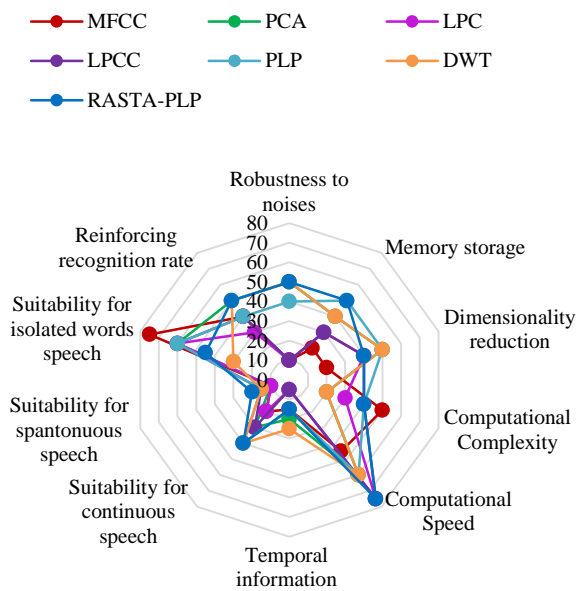 MFCC PCA LPC
LPCC PLP DWT
RASTA-PLP
Robustness to
noises
Memory storage
Dimensionality
reduction
Computational
Complexity
Computational
Speed
Temporal
information
Suitability for
continuous speech
Suitability for
spantonuous
speech
Suitability for
isolated words
speech
Reinforcing
recognition rate
80
70
60
50
40
30
20
10
0